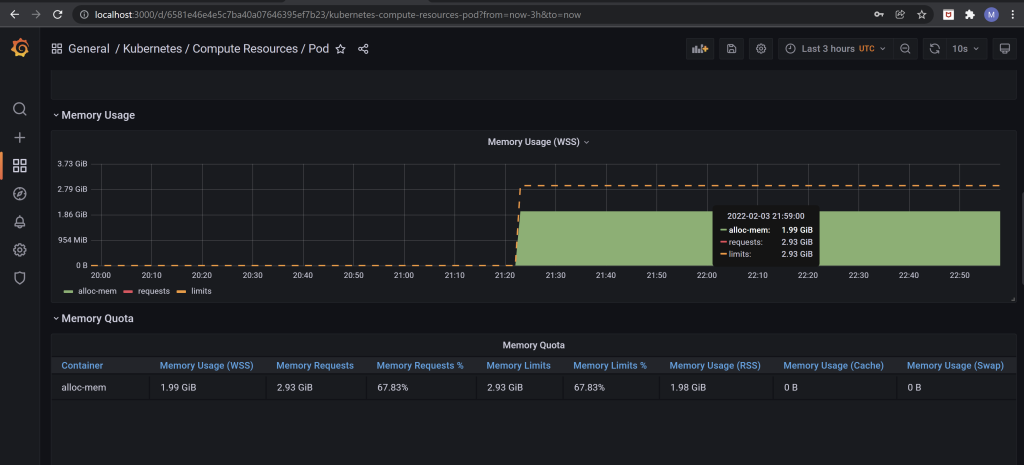 localhost:3000/d/6581e46e4e5c7ba40a07646395ef7b23/kubernetes-compute-resources-pod?from=now-3h&to=now
M
General / Kubernetes / Compute Resources / Pod
Last 3 hours UTC
10s
Memory Usage
Memory Usage (WSS)
3.73 GiB
2.79 GiB
1.86 GiB
954 MiB
0 B
2022-02-03 21:59:00
alloc-mem: 1.99 GiB
requests: 2.93 GiB
limits: 2.93 GiB
20:00 20:10 20:20 20:30 20:40 20:50 21:00 21:10 21:20 21:30 21:40 21:50 22:00 22:10 22:20 22:30 22:40 22:50
alloc-mem requests limits
Memory Quota
Memory Quota
Container Memory Usage (WSS) Memory Requests Memory Requests % Memory Limits Memory Limits % Memory Usage (RSS) Memory Usage (Cache) Memory Usage (Swap)
alloc-mem 1.99 GiB 2.93 GiB 67.83% 2.93 GiB 67.83% 1.98 GiB 0 B 0 B